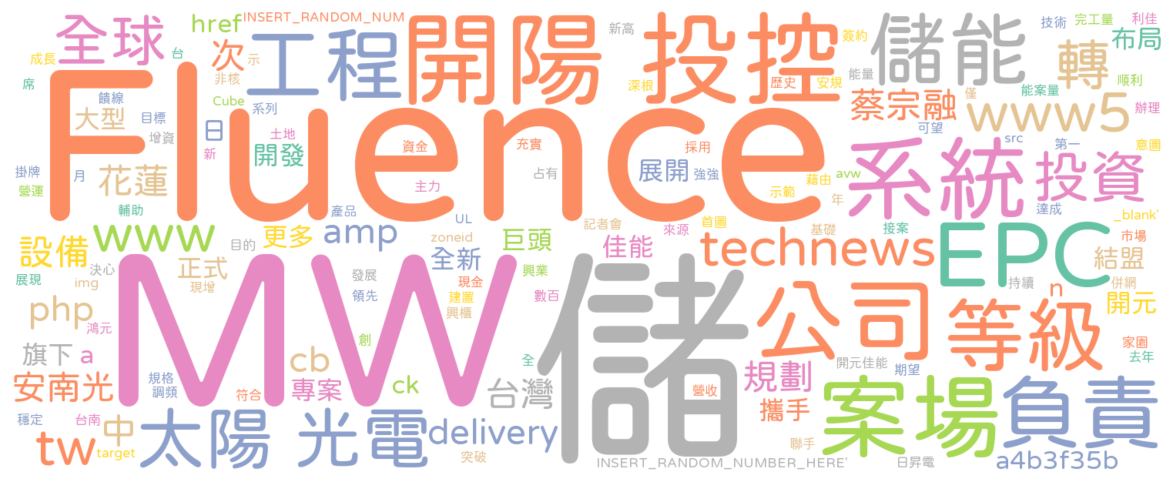 全球
href
INSERT_RANDOM_NUM
次
工程
開陽 投控
新高
簽約
儲能
技術
完工量
利佳
布局
轉
成長
台
示
非核
席
饋線
大型
目標
增資
Cube
系列
日
土地
新
開發
深根
歷史
安規
能量
蔡宗融
可望
www5
能案量
僅
順利
辦理
src
第一
意圖
Fluence
資金
充實
採用
占有
主力
展開
強強
示範
藉由
avw
年
系統
投資
達成
_blank'
掛牌
營運
月
花蓮
輔助
產品
UL
記者會
來源
首圖
基礎
接案
市場
設備
www
目的
更多
amp
zoneid
全新
巨頭
佳能
technews
EPC
結盟
展現
img
決心
正式
現增
發展
領先
現金
建置
興櫃
興業
數百
持續
n
併網
開元
php
鴻元
MW
儲
公司
等級
創
家園
去年
旗下
a
cb
全
開元佳能
期望
安南光
規格
調頻
符合
專案
ck
台灣
營收
規劃
攜手
案場
負責
穩定
台南
中
tw
target
太陽 光電
delivery
突破
聯手
INSERT_RANDOM_NUMBER_HERE'
日昇電
a4b3f35b